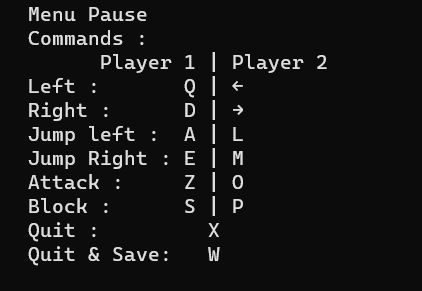 Menu Pause
Commands :
Player 1 | Player 2
Left : Q | ←
Right : D | →
Jump left : A | L
Jump Right : E | M
Attack : Z | O
Block : S | P
Quit : X
Quit & Save: W